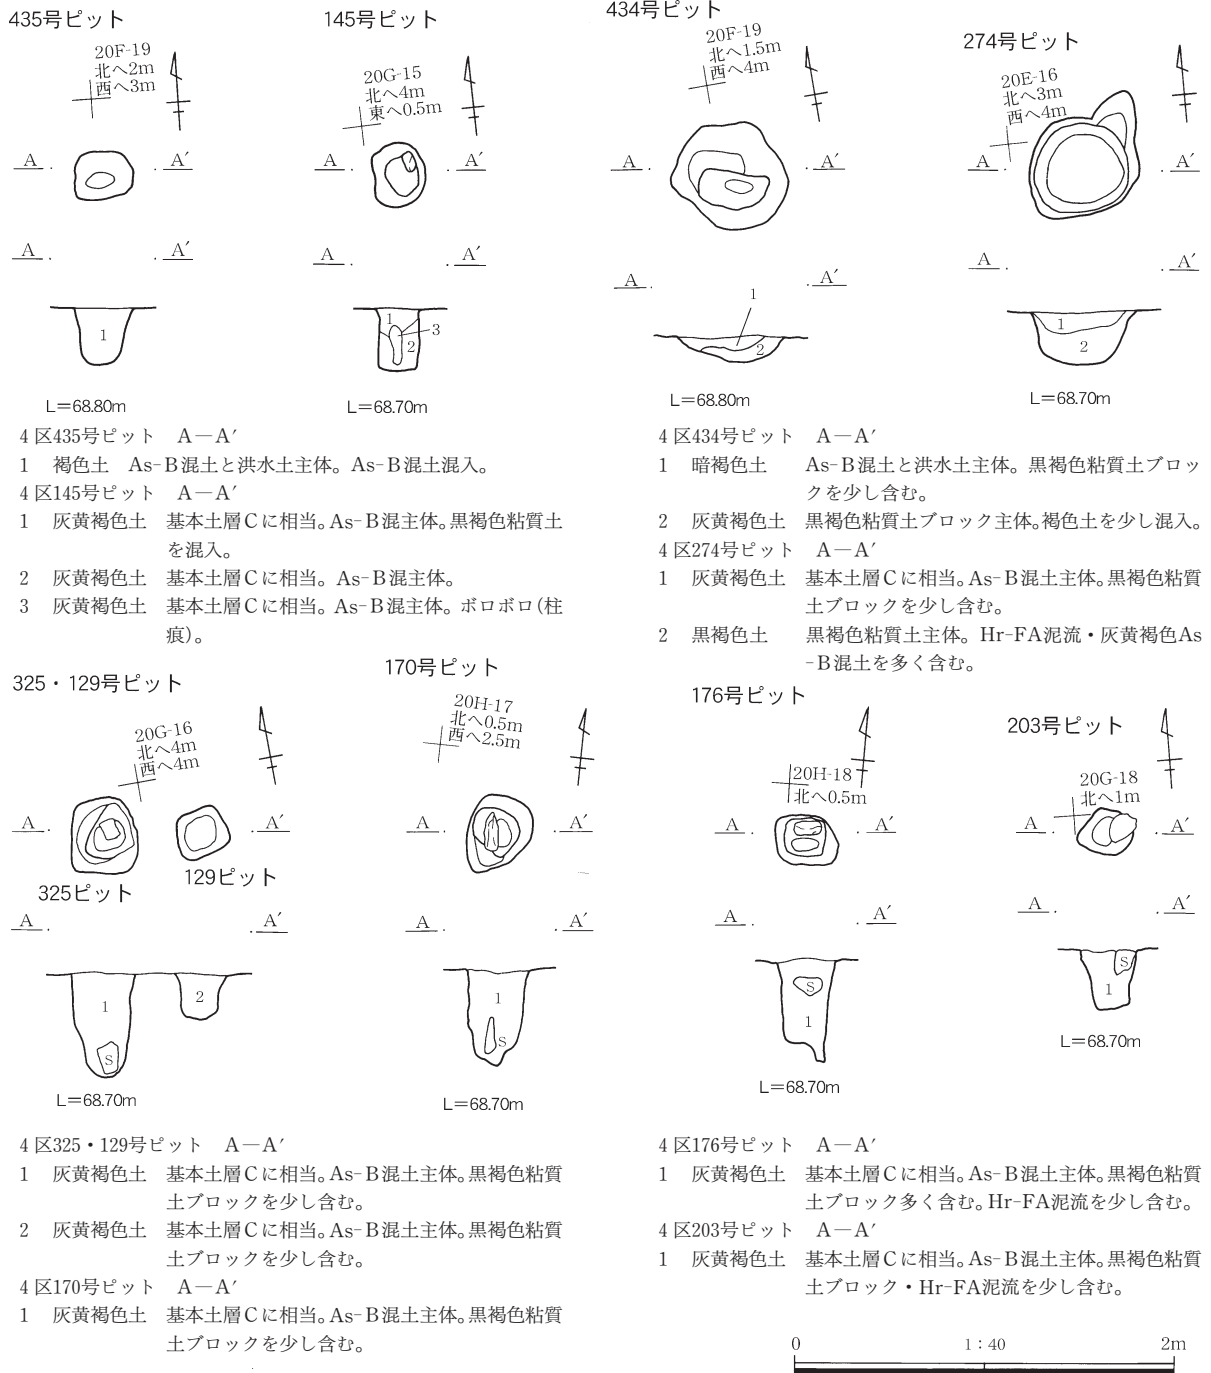 435号ピット
20F-19
北へ2m
西へ3m
A
A′
A
A′
1
L=68.80m
145号ピット
20G-15
北へ4m
東へ0.5m
A
A′
A
A′
1
3
2
L=68.70m
434号ピット
20F-19
北へ1.5m
西へ4m
A
A′
A
A′
1
2
L=68.80m
274号ピット
20E-16
北へ3m
西へ4m
A
A′
A
A′
1
2
L=68.70m
4区435号ピット A―A′
1 褐色土 As-B混土と洪水土主体。As-B混土混入。
4区145号ピット A―A′
1 灰黄褐色土 基本土層Cに相当。As-B混主体。黒褐色粘質土
を混入。
2 灰黄褐色土 基本土層Cに相当。As-B混主体。
3 灰黄褐色土 基本土層Cに相当。As-B混主体。ボロボロ(柱
痕)。
4区434号ピット A―A′
1 暗褐色土 As-B混土と洪水土主体。黒褐色粘質土ブロッ
クを少し含む。
2 灰黄褐色土 黒褐色粘質土ブロック主体。褐色土を少し混入。
4区274号ピット A―A′
1 灰黄褐色土 基本土層Cに相当。As-B混土主体。黒褐色粘質
土ブロックを少し含む。
2 黒褐色土 黒褐色粘質土主体。Hr-FA泥流・灰黄褐色As
-B混土を多く含む。
325・129号ピット
20G-16
北へ4m
西へ4m
A
A′
325ピット
129ピット
A
A′
1
S
2
L=68.70m
170号ピット
20H-17
北へ0.5m
西へ2.5m
A
A′
A
A′
1
S
L=68.70m
176号ピット
20H-18
北へ0.5m
A
A′
A
A′
S
1
L=68.70m
203号ピット
20G-18
北へ1m
A
A′
A
A′
S
1
L=68.70m
4区325・129号ピット A―A′
1 灰黄褐色土 基本土層Cに相当。As-B混土主体。黒褐色粘質
土ブロックを少し含む。
2 灰黄褐色土 基本土層Cに相当。As-B混土主体。黒褐色粘質
土ブロックを少し含む。
4区170号ピット A―A′
1 灰黄褐色土 基本土層Cに相当。As-B混土主体。黒褐色粘質
土ブロックを少し含む。
4区176号ピット A―A′
1 灰黄褐色土 基本土層Cに相当。As-B混土主体。黒褐色粘質
土ブロック多く含む。Hr-FA泥流を少し含む。
4区203号ピット A―A′
1 灰黄褐色土 基本土層Cに相当。As-B混土主体。黒褐色粘質
土ブロック・Hr-FA泥流を少し含む。
0 1:40 2m